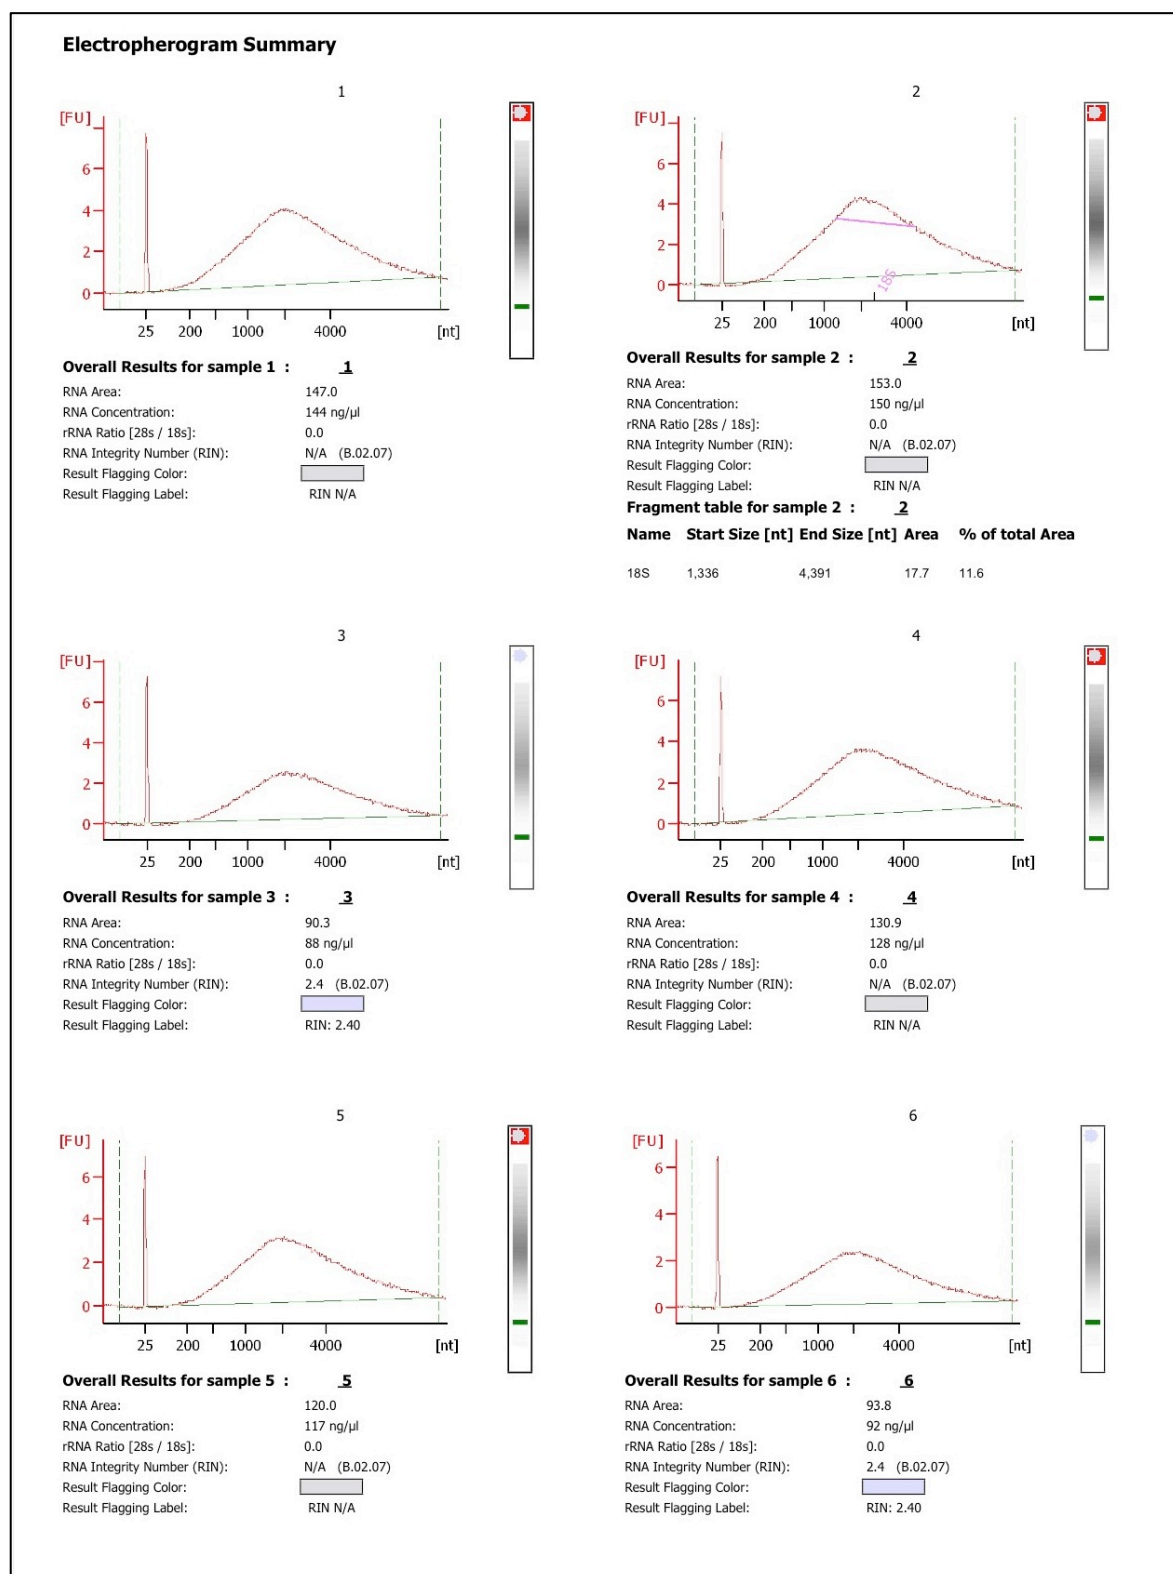 Electropherogram Summary
1
[FU]
6
4
2
0
25 200 1000 4000 [nt]
Overall Results for sample 1 : 1
RNA Area: 147.0
RNA Concentration: 144 ng/µl
rRNA Ratio [28s / 18s]: 0.0
RNA Integrity Number (RIN): N/A (B.02.07)
Result Flagging Color:
Result Flagging Label: RIN N/A
2
[FU]
6
4
2
0
18S
25 200 1000 4000 [nt]
Overall Results for sample 2 : 2
RNA Area: 153.0
RNA Concentration: 150 ng/µl
rRNA Ratio [28s / 18s]: 0.0
RNA Integrity Number (RIN): N/A (B.02.07)
Result Flagging Color:
Result Flagging Label: RIN N/A
Fragment table for sample 2 : 2
Name Start Size [nt] End Size [nt] Area % of total Area
18S 1,336 4,391 17.7 11.6
3
[FU]
6
4
2
0
25 200 1000 4000 [nt]
Overall Results for sample 3 : 3
RNA Area: 90.3
RNA Concentration: 88 ng/µl
rRNA Ratio [28s / 18s]: 0.0
RNA Integrity Number (RIN): 2.4 (B.02.07)
Result Flagging Color:
Result Flagging Label: RIN: 2.40
4
[FU]
6
4
2
0
25 200 1000 4000 [nt]
Overall Results for sample 4 : 4
RNA Area: 130.9
RNA Concentration: 128 ng/µl
rRNA Ratio [28s / 18s]: 0.0
RNA Integrity Number (RIN): N/A (B.02.07)
Result Flagging Color:
Result Flagging Label: RIN N/A
5
[FU]
6
4
2
0
25 200 1000 4000 [nt]
Overall Results for sample 5 : 5
RNA Area: 120.0
RNA Concentration: 117 ng/µl
rRNA Ratio [28s / 18s]: 0.0
RNA Integrity Number (RIN): N/A (B.02.07)
Result Flagging Color:
Result Flagging Label: RIN N/A
6
[FU]
6
4
2
0
25 200 1000 4000 [nt]
Overall Results for sample 6 : 6
RNA Area: 93.8
RNA Concentration: 92 ng/µl
rRNA Ratio [28s / 18s]: 0.0
RNA Integrity Number (RIN): 2.4 (B.02.07)
Result Flagging Color:
Result Flagging Label: RIN: 2.40